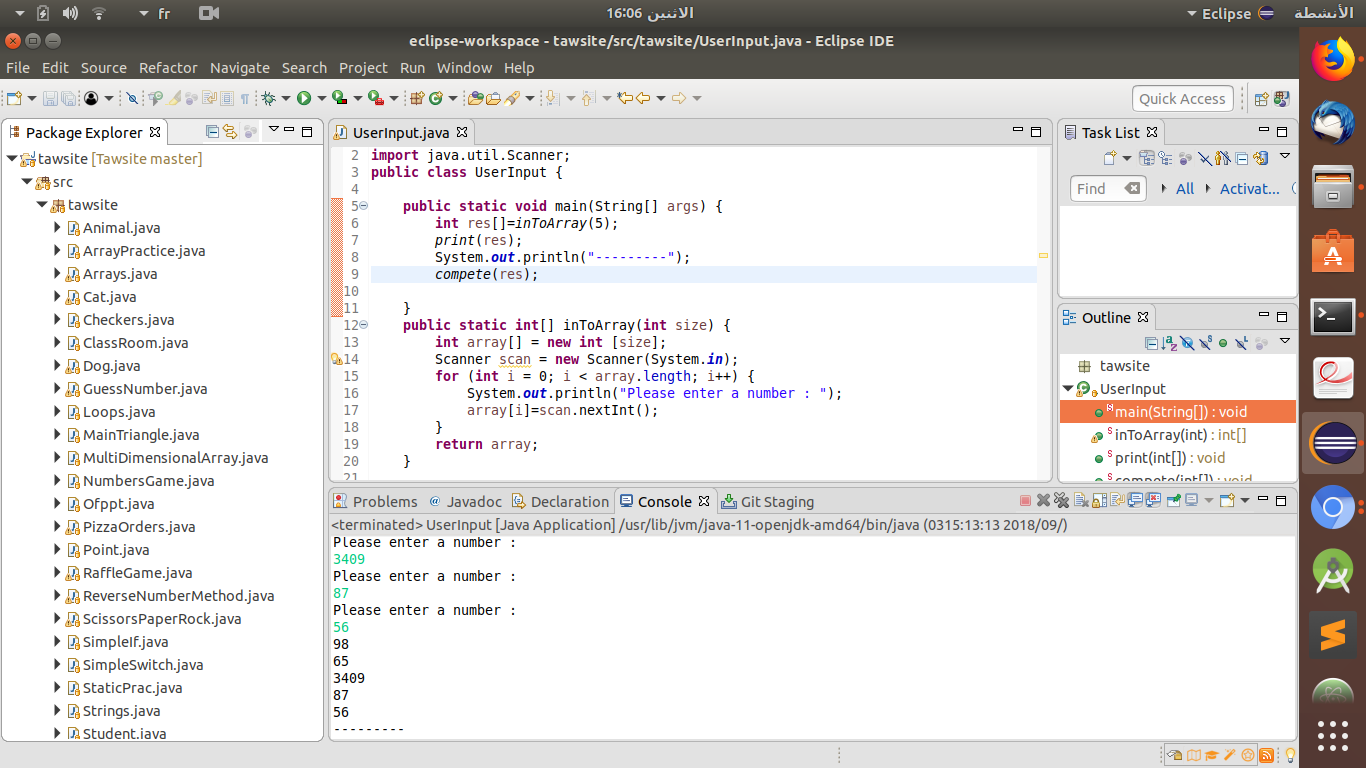 fr
الاثنين 16:06
Eclipse
الأنشطة
eclipse-workspace - tawsite/src/tawsite/UserInput.java - Eclipse IDE
File Edit Source Refactor Navigate Search Project Run Window Help
Quick Access
Package Explorer
tawsite [Tawsite master]
src
tawsite
Animal.java
ArrayPractice.java
Arrays.java
Cat.java
Checkers.java
ClassRoom.java
Dog.java
GuessNumber.java
Loops.java
MainTriangle.java
MultiDimensionalArray.java
NumbersGame.java
Ofppt.java
PizzaOrders.java
Point.java
RaffleGame.java
ReverseNumberMethod.java
ScissorsPaperRock.java
SimpleIf.java
SimpleSwitch.java
StaticPrac.java
Strings.java
Student.java
UserInput.java
2 import java.util.Scanner;
3 public class UserInput {
4
5 public static void main(String[] args) {
6 int res[]=inToArray(5);
7 print(res);
8 System.out.println("---------");
9 compete(res);
10
11 }
12 public static int[] inToArray(int size) {
13 int array[] = new int [size];
14 Scanner scan = new Scanner(System.in);
15 for (int i = 0; i < array.length; i++) {
16 System.out.println("Please enter a number : ");
17 array[i]=scan.nextInt();
18 }
19 return array;
20 }
21
Task List
Find
All
Activat...
Outline
tawsite
UserInput
main(String[]) : void
inToArray(int) : int[]
print(int[]) : void
compete(int[]) : void
Problems
@ Javadoc
Declaration
Console
Git Staging
<terminated> UserInput [Java Application] /usr/lib/jvm/java-11-openjdk-amd64/bin/java (0315:13:13 2018/09/)
Please enter a number :
3409
Please enter a number :
87
Please enter a number :
56
98
65
3409
87
56
---------